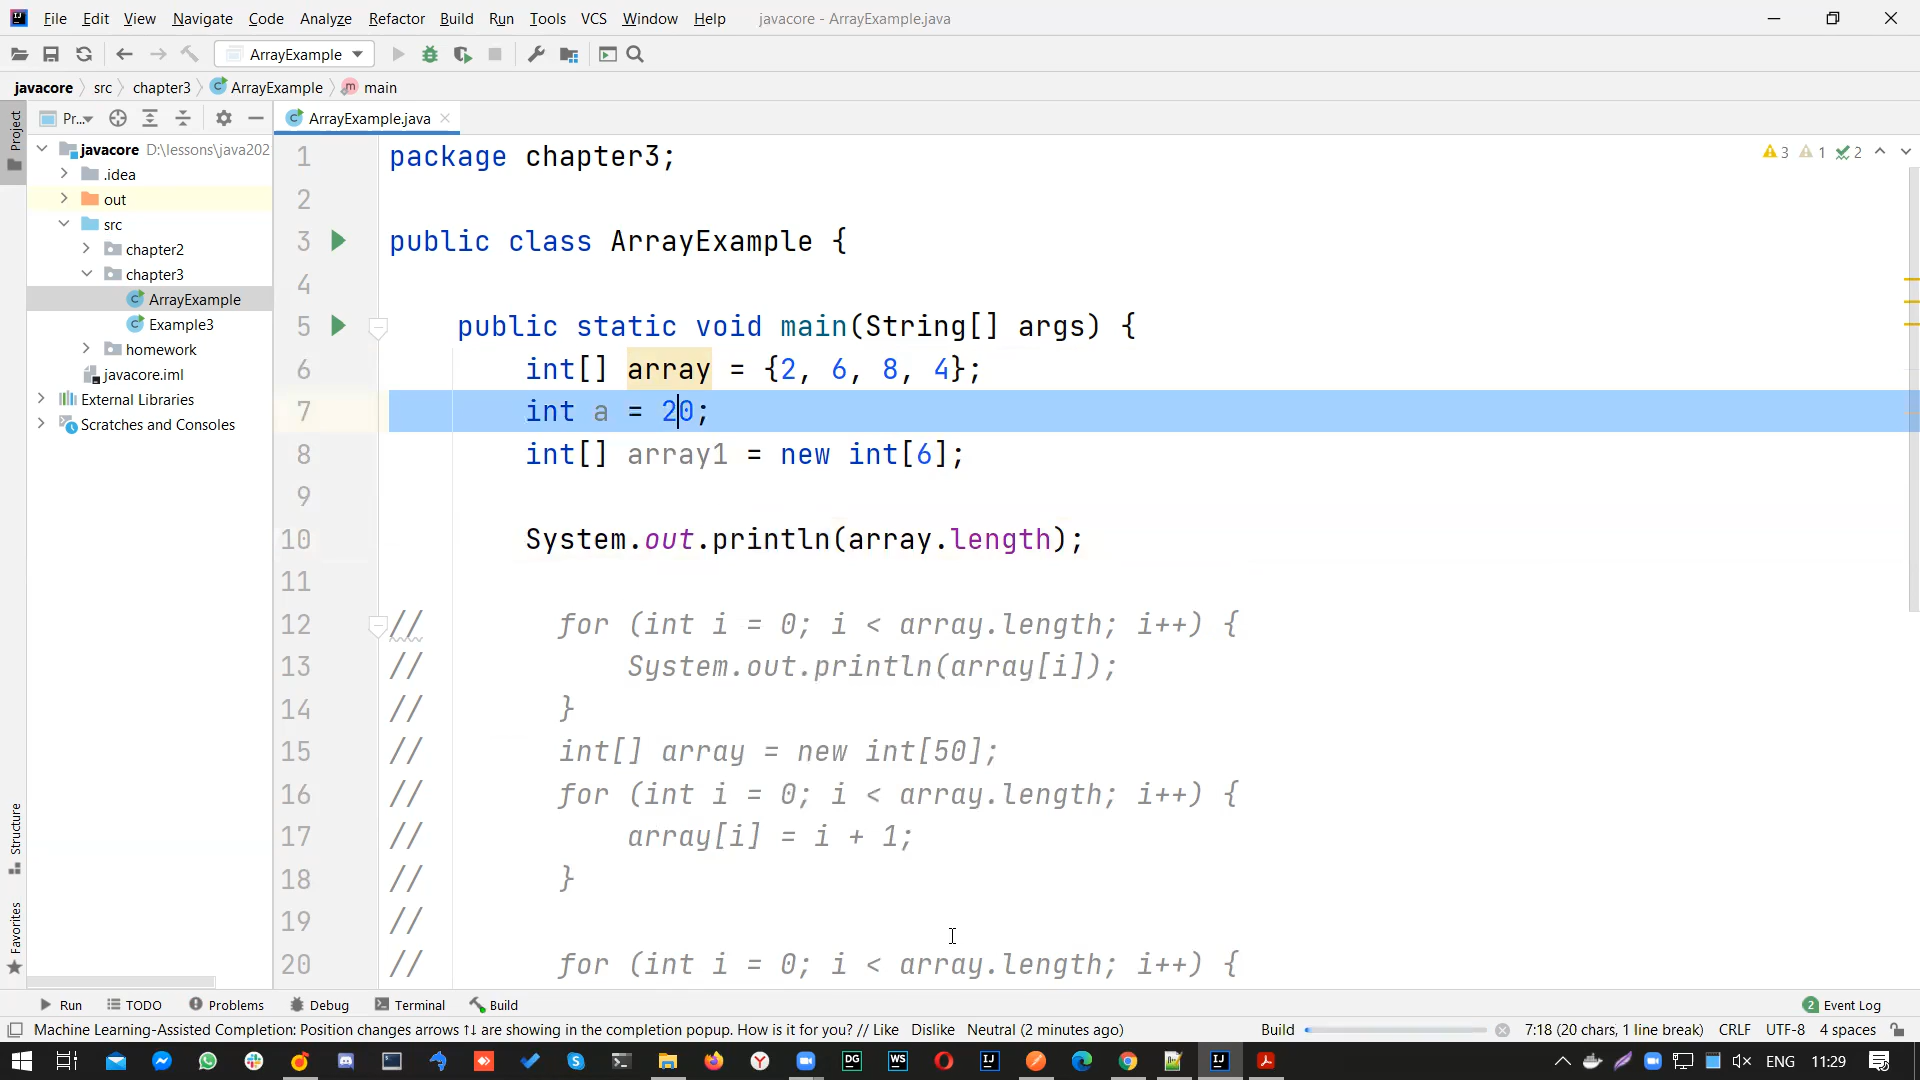 File Edit View Navigate Code Analyze Refactor Build Run Tools VCS Window Help javacore - ArrayExample.java
ArrayExample
javacore src chapter3 ArrayExample main
Project
Pr... ArrayExample.java
javacore D:\lessons\java202
.idea
out
src
chapter2
chapter3
ArrayExample
Example3
homework
javacore.iml
External Libraries
Scratches and Consoles
3 1 2
1 package chapter3;
2
3 public class ArrayExample {
4
5 public static void main(String[] args) {
6 int[] array = {2, 6, 8, 4};
7 int a = 20;
8 int[] array1 = new int[6];
9
10 System.out.println(array.length);
11
12 // for (int i = 0; i < array.length; i++) {
13 // System.out.println(array[i]);
14 // }
15 // int[] array = new int[50];
16 // for (int i = 0; i < array.length; i++) {
17 // array[i] = i + 1;
18 // }
19 //
20 // for (int i = 0; i < array.length; i++) {
Structure
Favorites
Run TODO Problems Debug Terminal Build 2 Event Log
Machine Learning-Assisted Completion: Position changes arrows ↑↓ are showing in the completion popup. How is it for you? // Like Dislike Neutral (2 minutes ago) Build 7:18 (20 chars, 1 line break) CRLF UTF-8 4 spaces
DG WS IJ IJ ENG 11:29